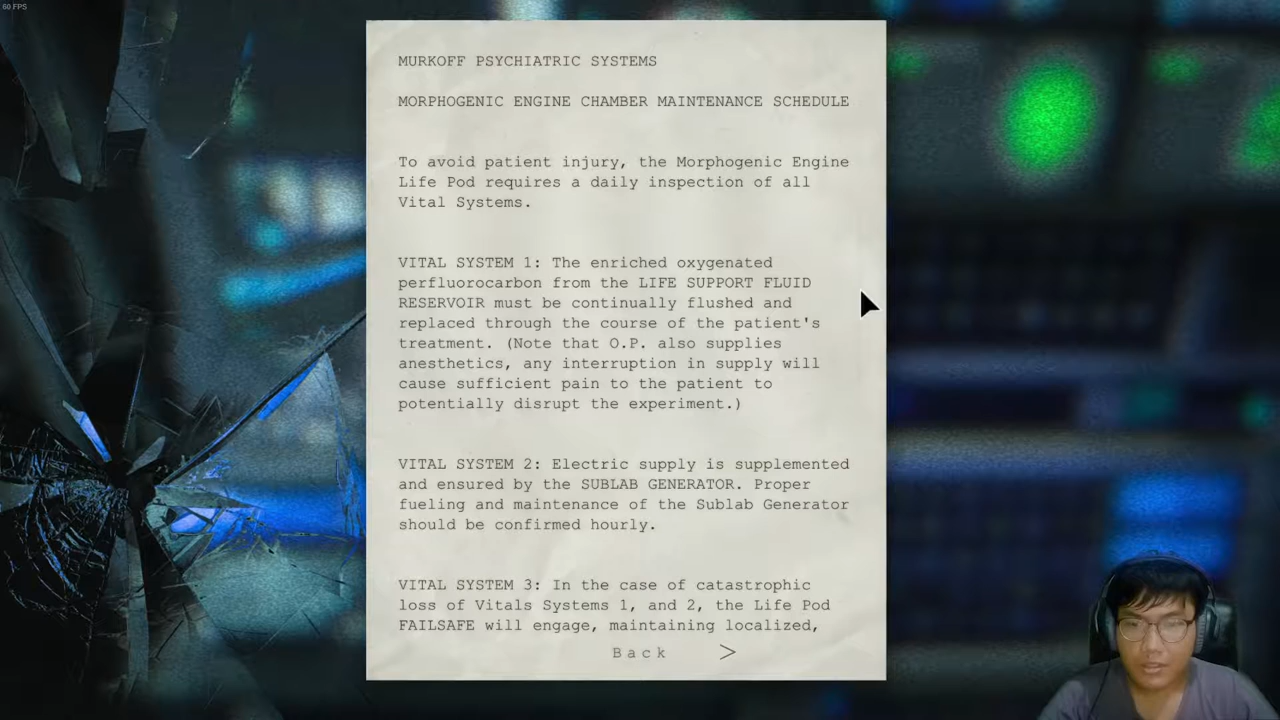 60 FPS
MURKOFF PSYCHIATRIC SYSTEMS
MORPHOGENIC ENGINE CHAMBER MAINTENANCE SCHEDULE
To avoid patient injury, the Morphogenic Engine
Life Pod requires a daily inspection of all
Vital Systems.
VITAL SYSTEM 1: The enriched oxygenated
perfluorocarbon from the LIFE SUPPORT FLUID
RESERVOIR must be continually flushed and
replaced through the course of the patient's
treatment. (Note that O.P. also supplies
anesthetics, any interruption in supply will
cause sufficient pain to the patient to
potentially disrupt the experiment.)
VITAL SYSTEM 2: Electric supply is supplemented
and ensured by the SUBLAB GENERATOR. Proper
fueling and maintenance of the Sublab Generator
should be confirmed hourly.
VITAL SYSTEM 3: In the case of catastrophic
loss of Vitals Systems 1, and 2, the Life Pod
FAILSAFE will engage, maintaining localized,
Back >